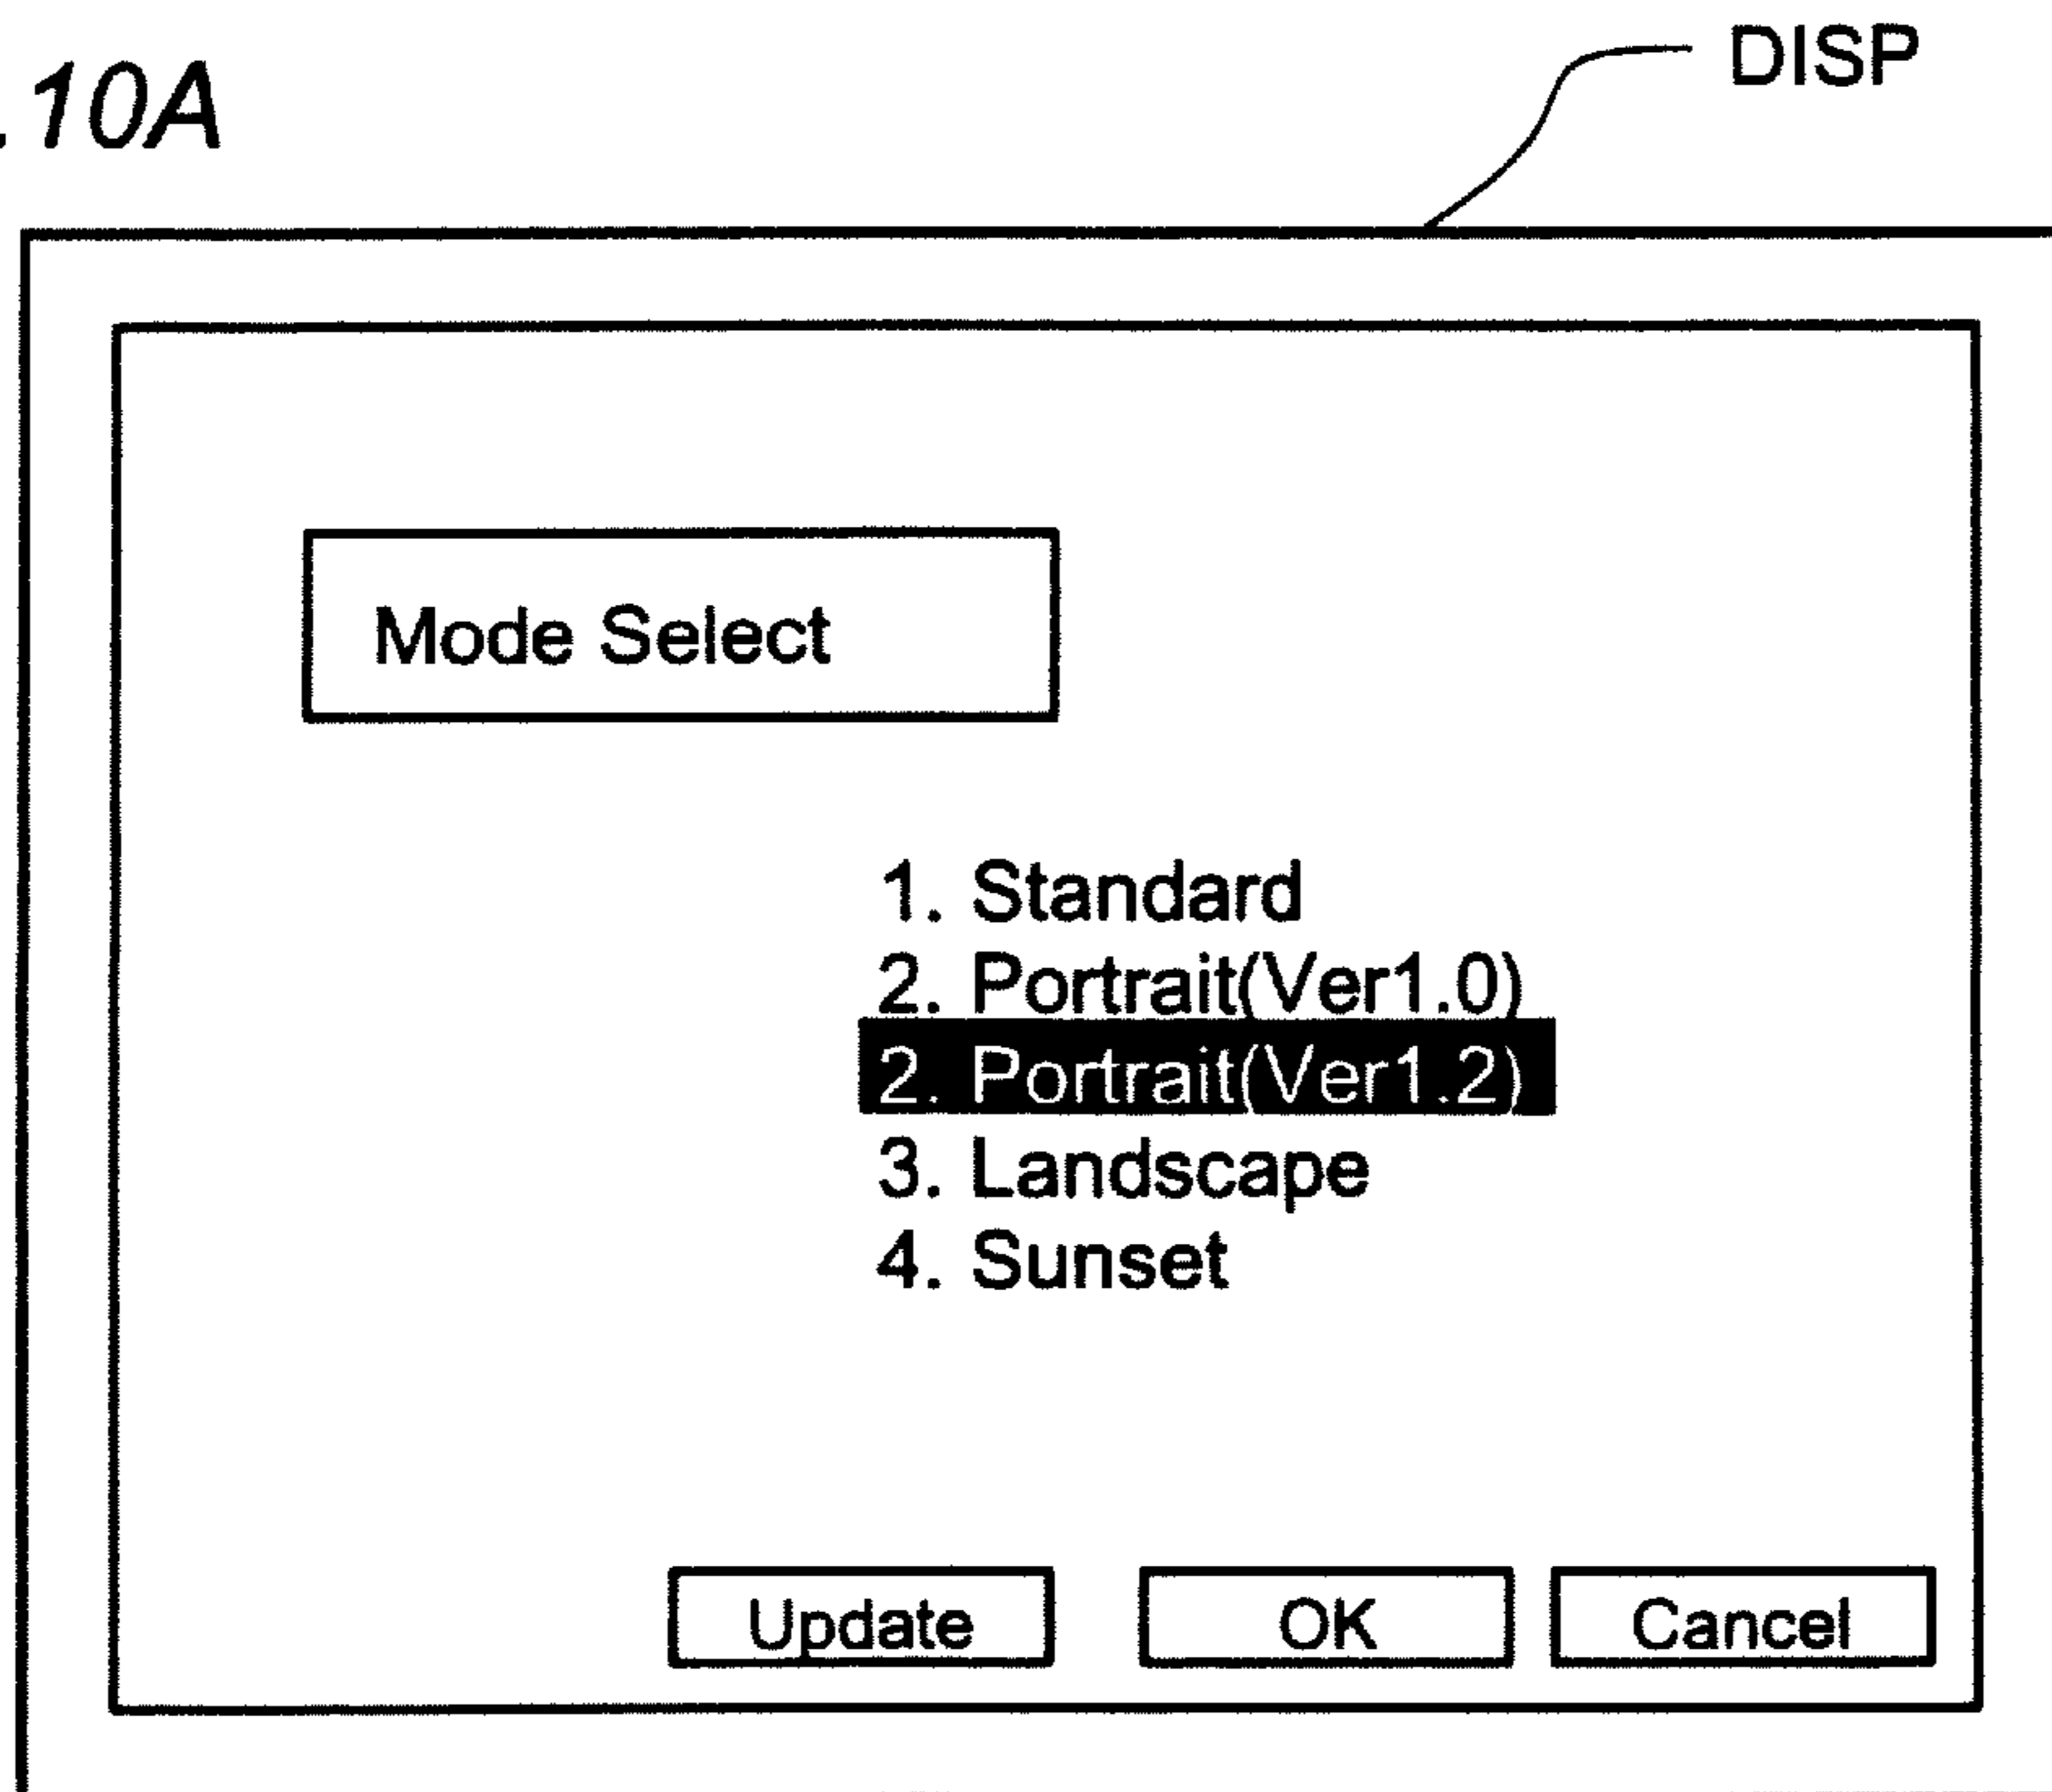 .10A
DISP
Mode Select
1. Standard
2. Portrait(Ver1.0)
2. Portrait(Ver1.2)
3. Landscape
4. Sunset
Update OK Cancel